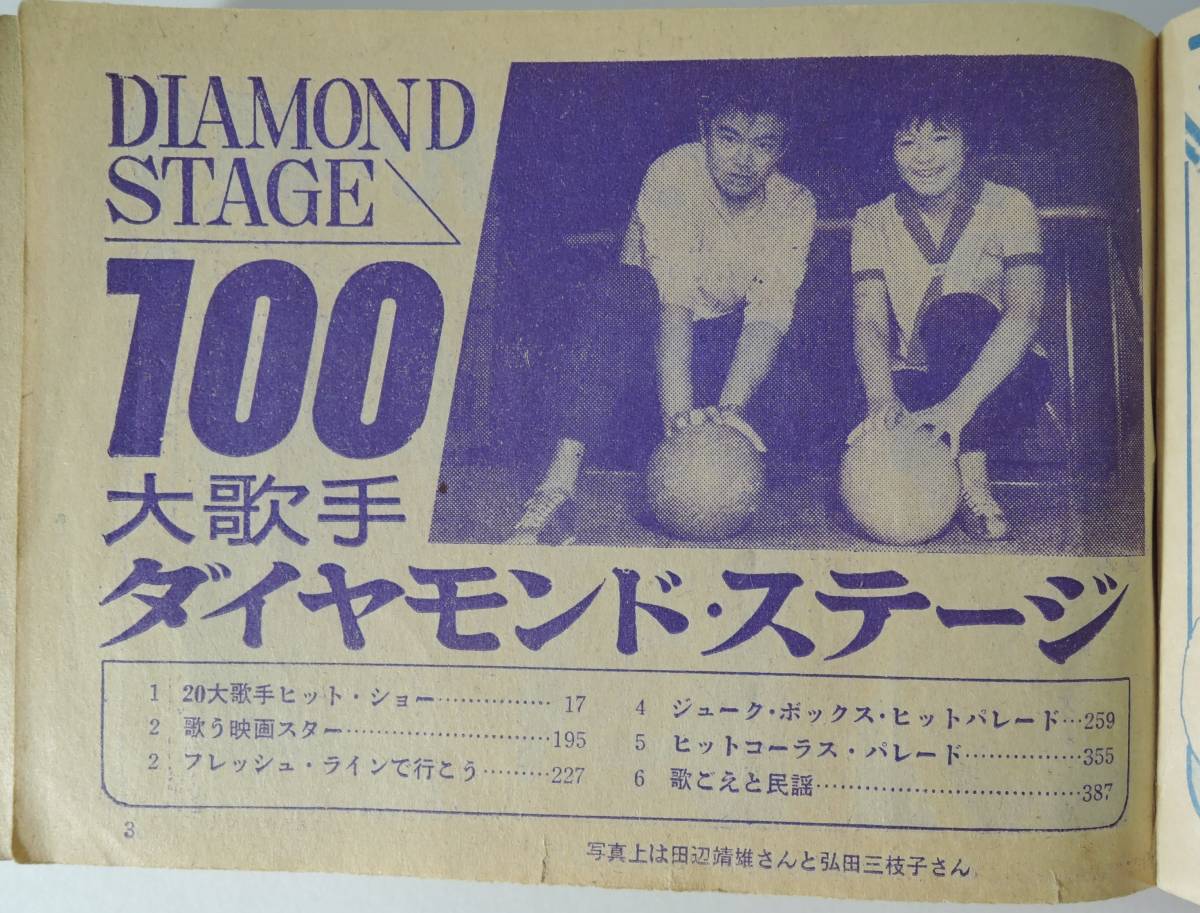 DIAMOND
STAGE
100
大歌手
ダイヤモンド・ステージ
1 20大歌手ヒット・ショー……………17
2 歌う映画スター………………………195
2 フレッシュ・ラインで行こう………227
4 ジューク・ボックス・ヒットパレード…259
5 ヒットコーラス・パレード……………355
6 歌ごえと民謡……………………………387
3
写真上は田辺靖雄さんと弘田三枝子さん